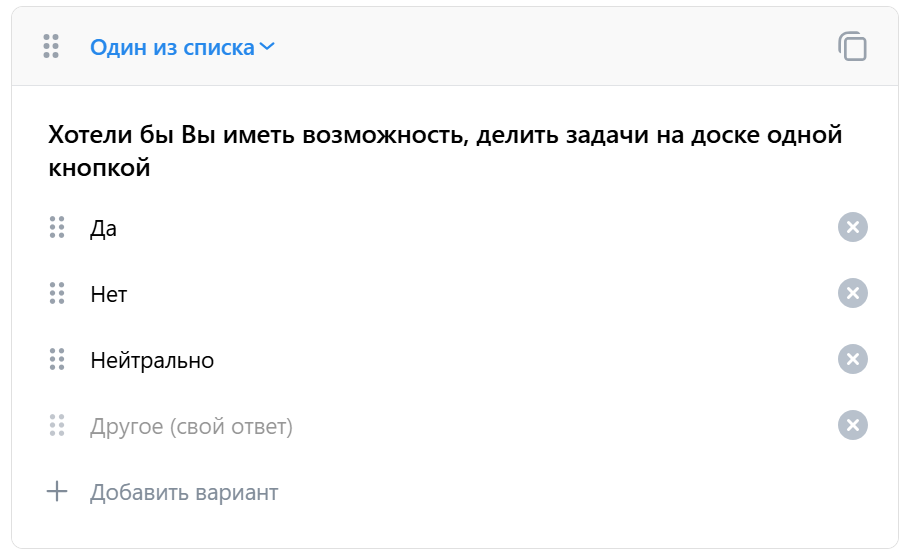 Один из списка
Хотели бы Вы иметь возможность, делить задачи на доске одной
кнопкой
Да
Нет
Нейтрально
Другое (свой ответ)
Добавить вариант